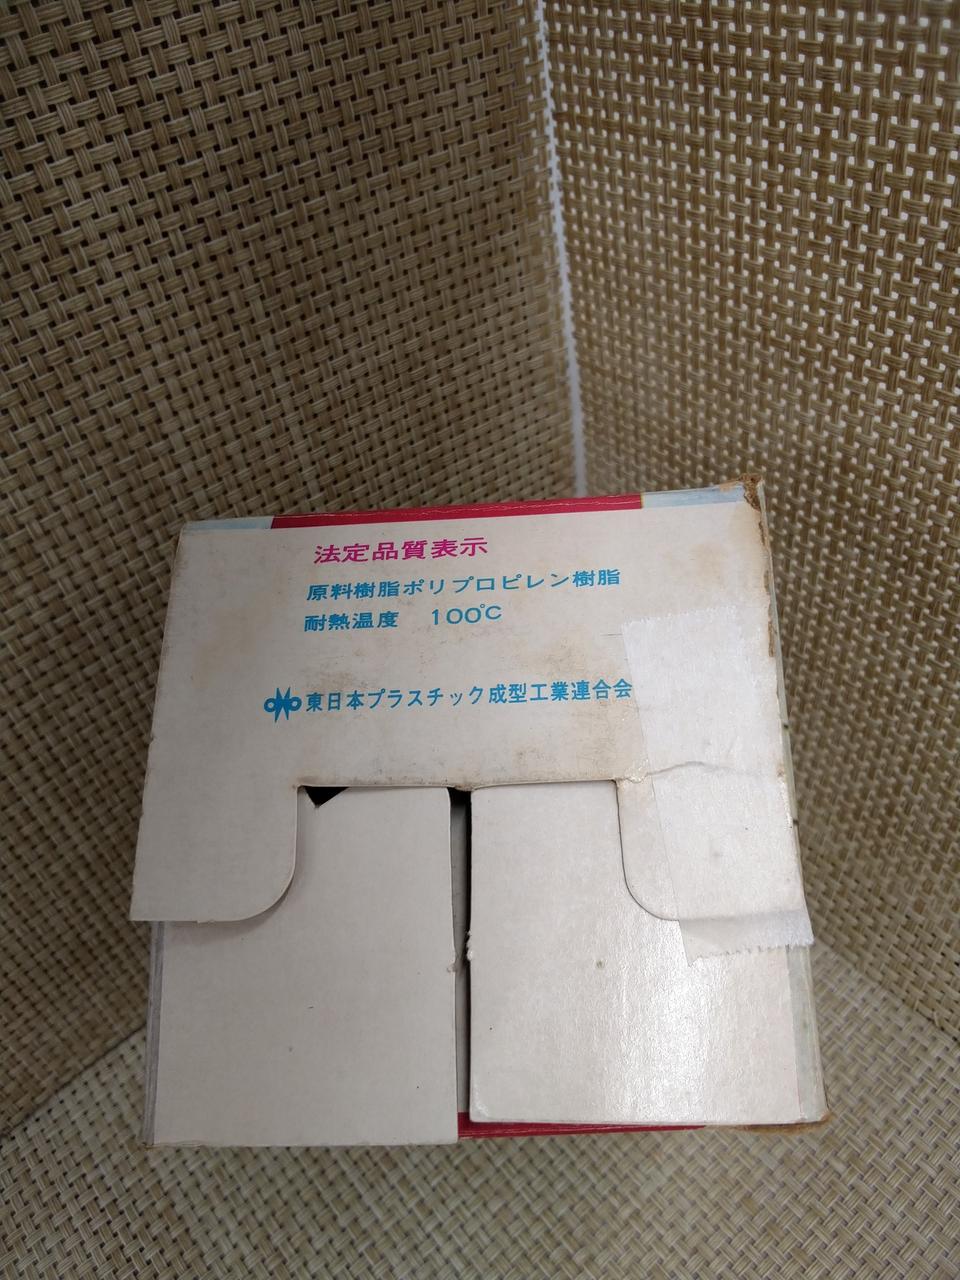 法定品質表示
原料樹脂ポリプロピレン樹脂
耐熱温度　100℃
東日本プラスチック成型工業連合会